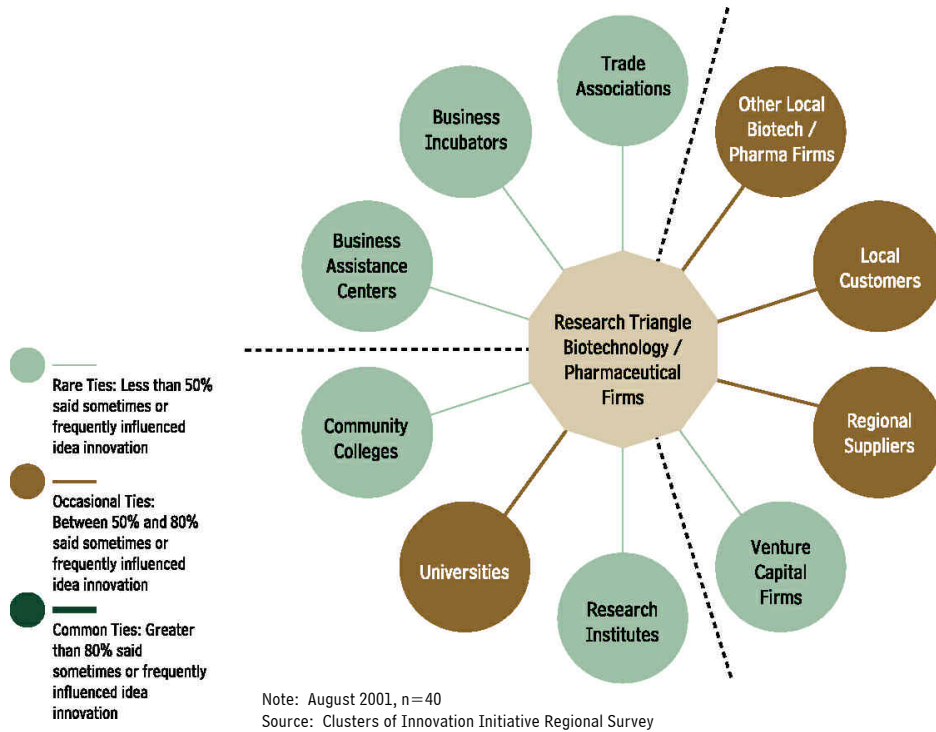 Trade
Associations
Other Local
Biotech /
Pharma Firms
Business
Incubators
Local
Customers
Business
Assistance
Centers
Research Triangle
Biotechnology /
Pharmaceutical
Firms
Regional
Suppliers
Community
Colleges
Venture
Capital
Firms
Universities
Research
Institutes
Rare Ties: Less than 50%
said sometimes or
frequently influenced
idea innovation
Occasional Ties:
Between 50% and 80%
said sometimes or
frequently influenced
idea innovation
Common Ties: Greater
than 80% said
sometimes or frequently
influenced idea
innovation
Note: August 2001, n=40
Source: Clusters of Innovation Initiative Regional Survey